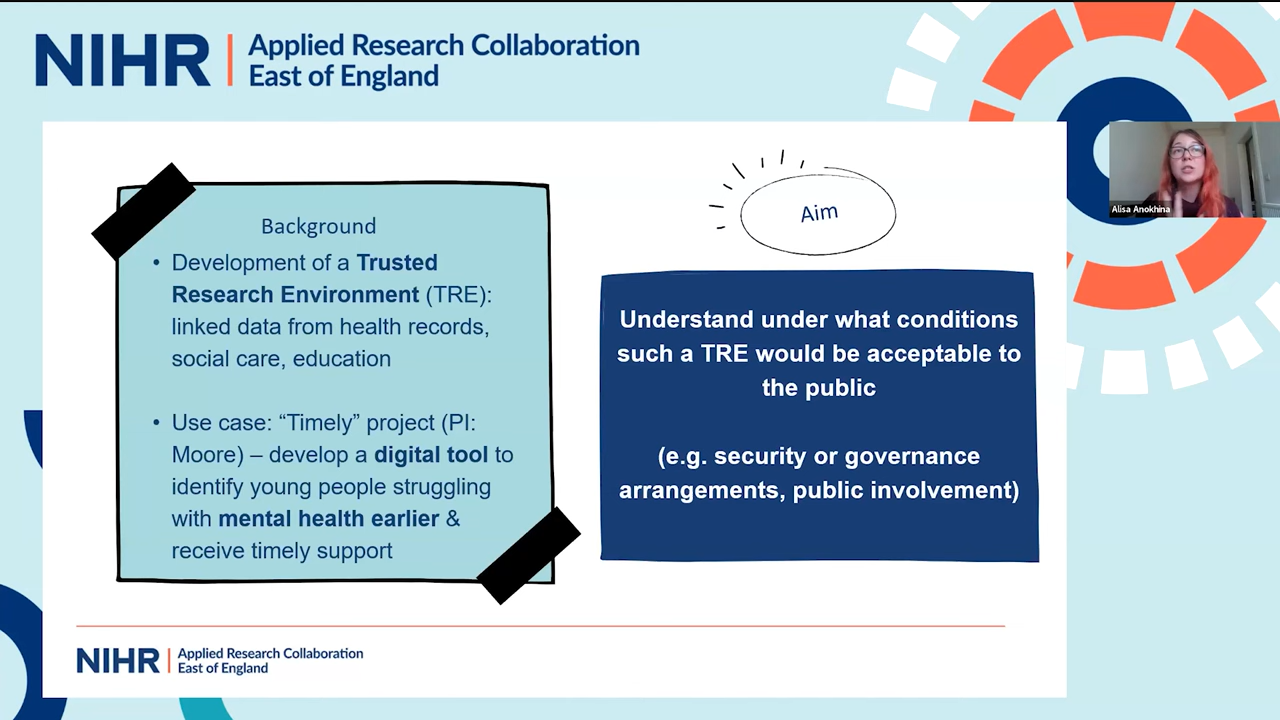 NIHR
Applied Research Collaboration
East of England
Alisa Anokhina
Background
• Development of a Trusted
Research Environment (TRE):
linked data from health records,
social care, education
• Use case: “Timely” project (PI:
Moore) – develop a digital tool to
identify young people struggling
with mental health earlier &
receive timely support
Aim
Understand under what conditions
such a TRE would be acceptable to
the public
(e.g. security or governance
arrangements, public involvement)
NIHR
Applied Research Collaboration
East of England